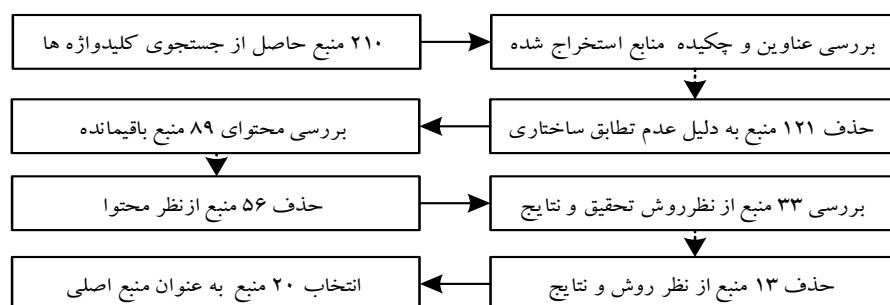 ۲۱۰ منبع حاصل از جستجوی کلیدواژه ها
بررسی عناوین و چکیده منابع استخراج شده
حذف ۱۲۱ منبع به دلیل عدم تطابق ساختاری
بررسی محتوای ۸۹ منبع باقیمانده
حذف ۵۶ منبع ازنظر محتوا
بررسی ۳۳ منبع از نظرروش تحقیق و نتایج
حذف ۱۳ منبع از نظر روش و نتایج
انتخاب ۲۰ منبع به عنوان منبع اصلی